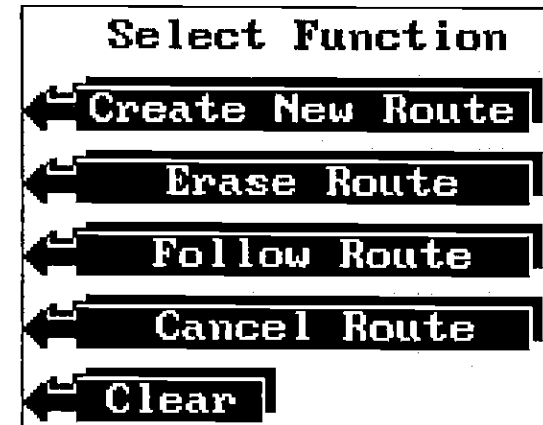 Select Function
Create New Route
Erase Route
Follow Route
Cancel Route
Clear